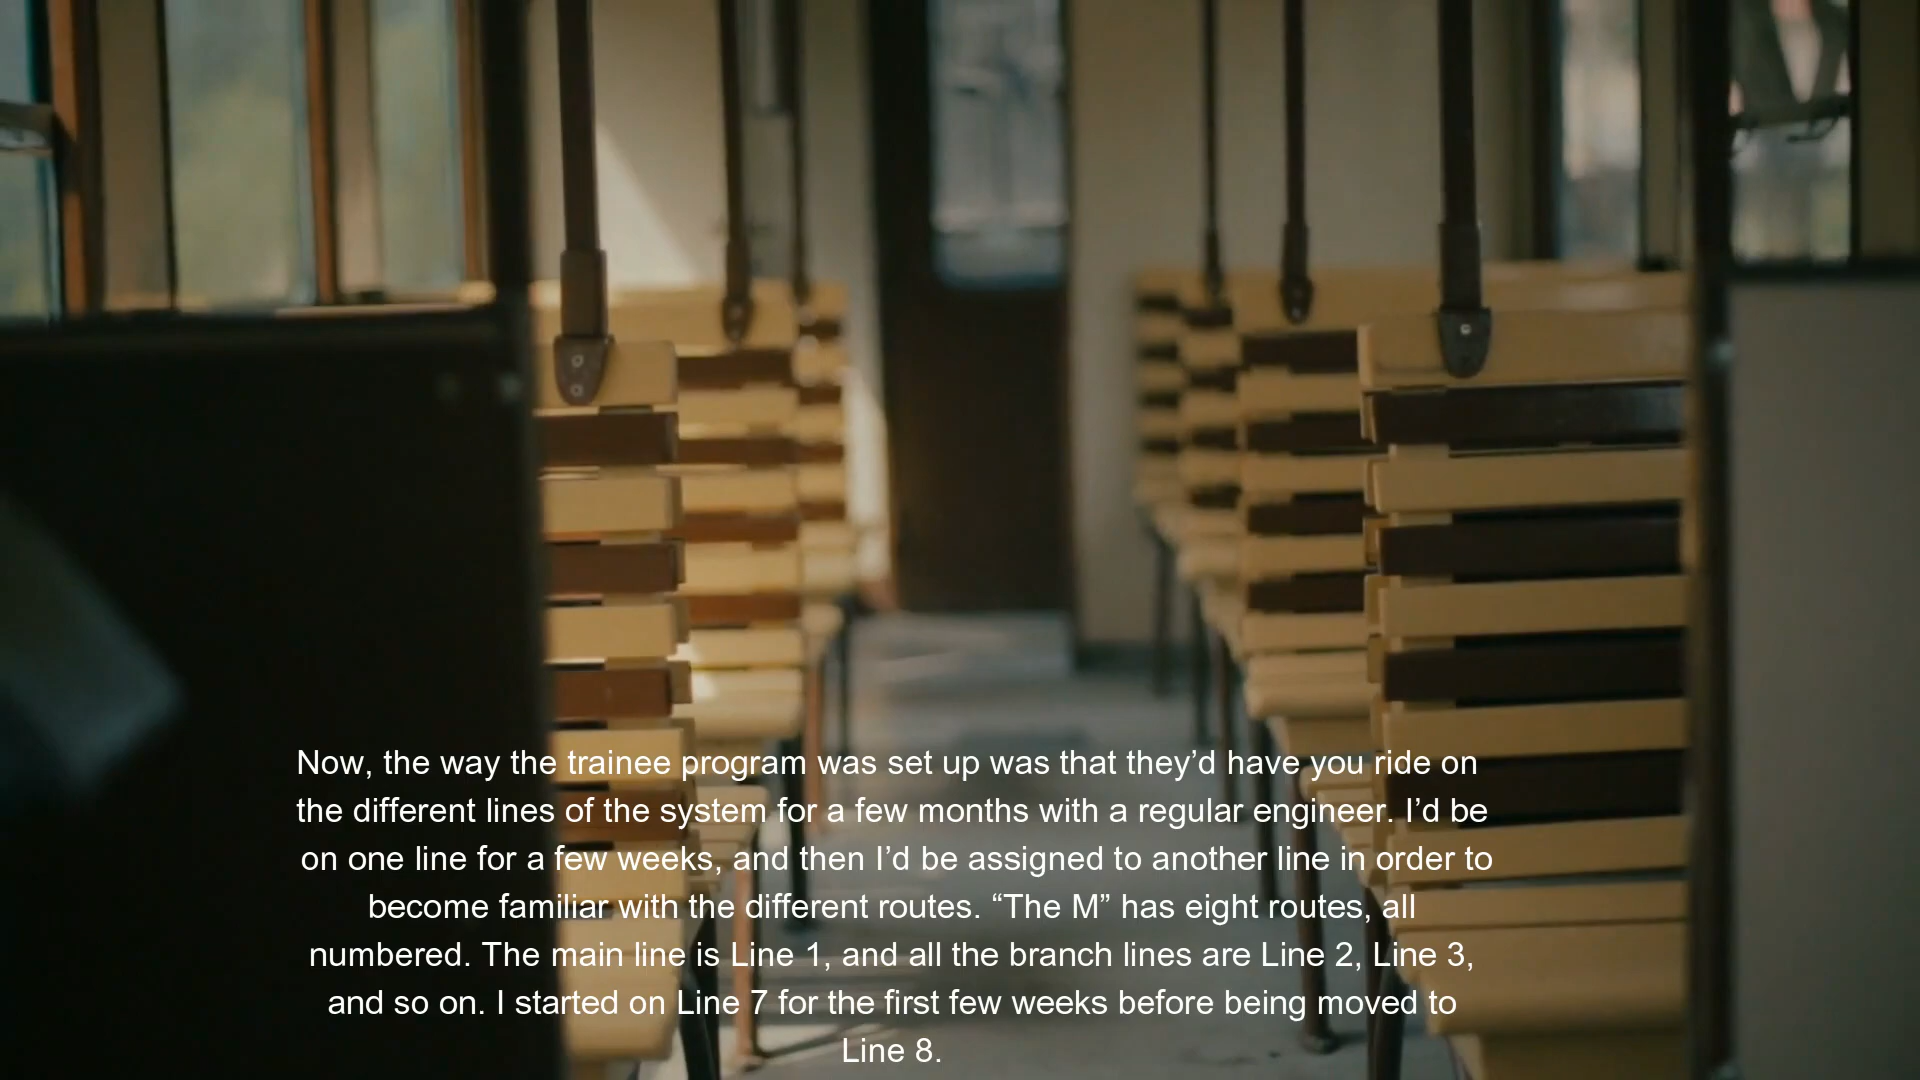 Now, the way the trainee program was set up was that they’d have you ride on
the different lines of the system for a few months with a regular engineer. I’d be
on one line for a few weeks, and then I’d be assigned to another line in order to
become familiar with the different routes. “The M” has eight routes, all
numbered. The main line is Line 1, and all the branch lines are Line 2, Line 3,
and so on. I started on Line 7 for the first few weeks before being moved to
Line 8.